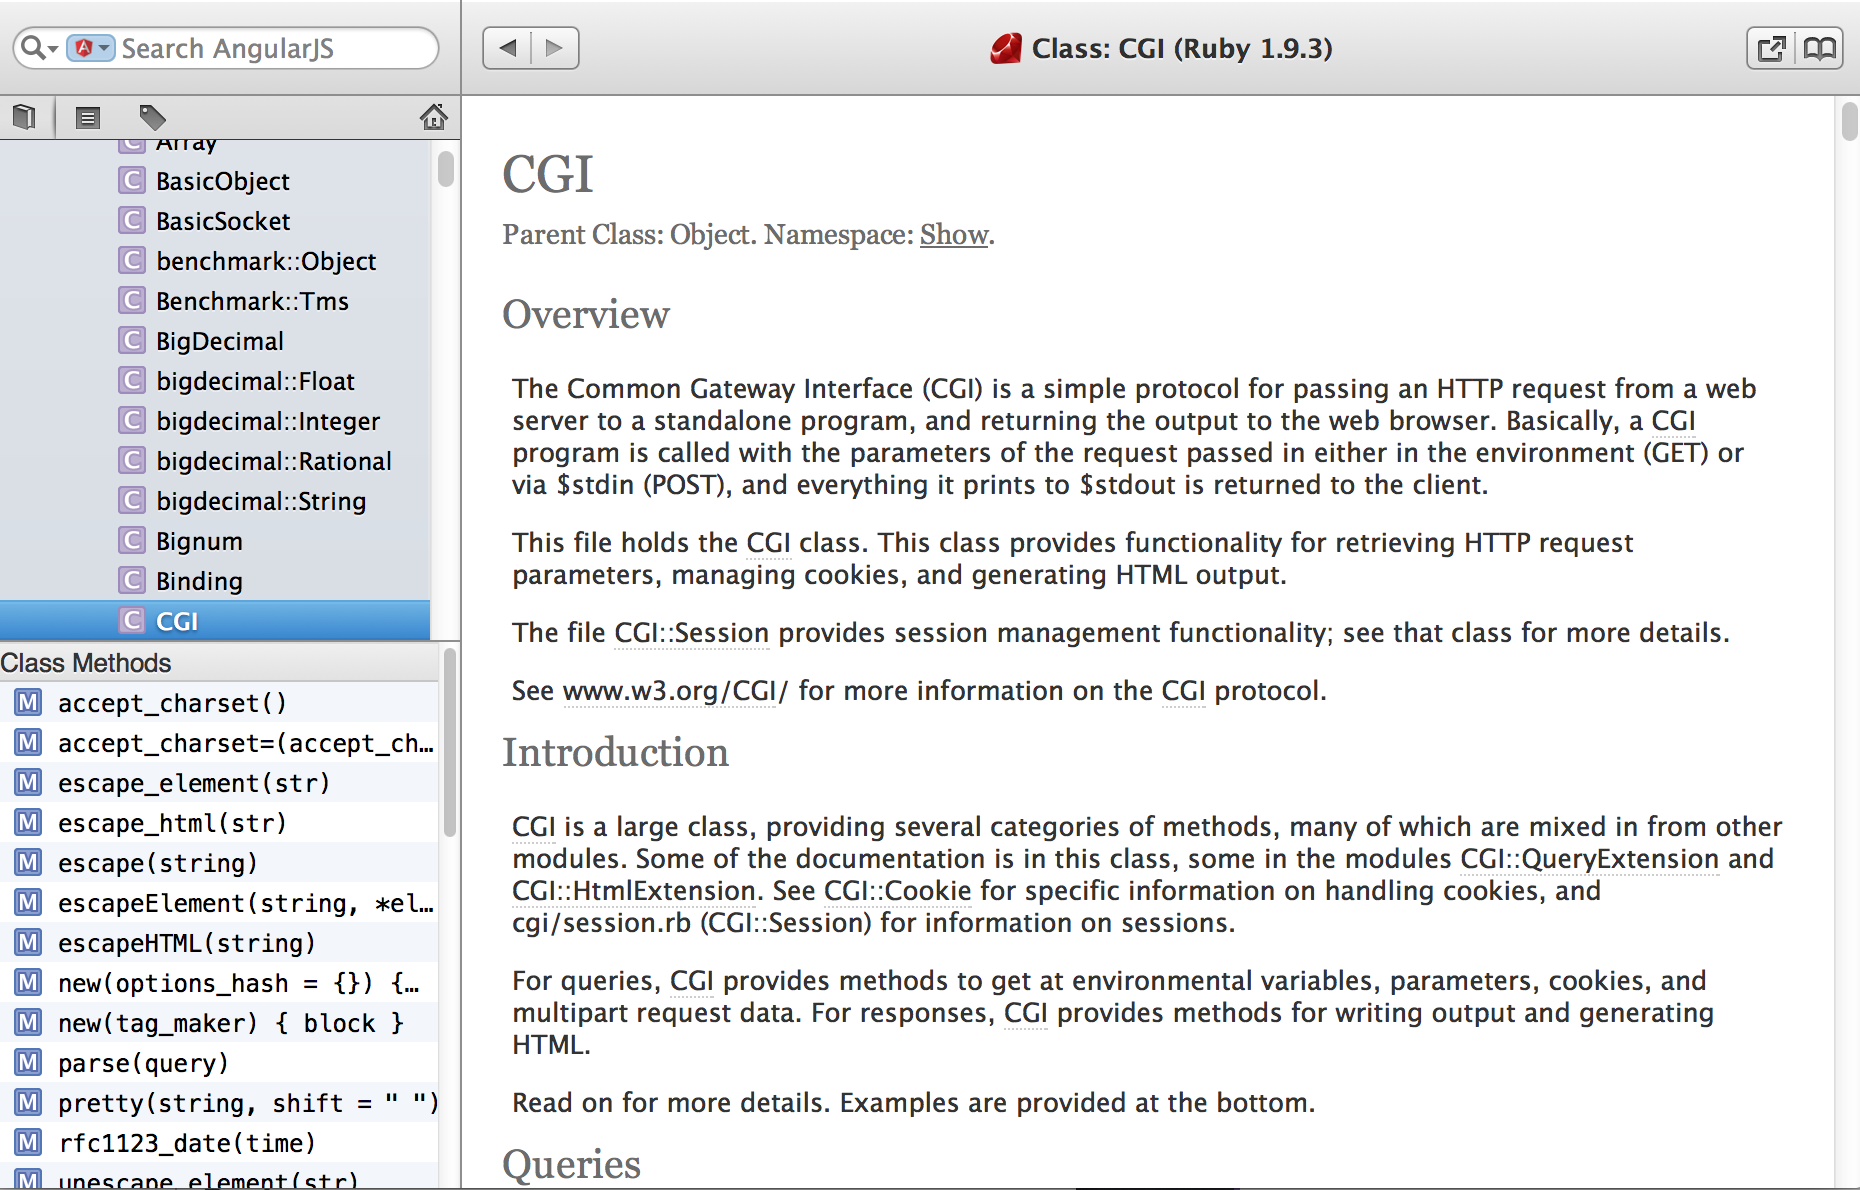 Search AngularJS
Class: CGI (Ruby 1.9.3)
Array
BasicObject
BasicSocket
benchmark::Object
Benchmark::Tms
BigDecimal
bigdecimal::Float
bigdecimal::Integer
bigdecimal::Rational
bigdecimal::String
Bignum
Binding
CGI
Class Methods
accept_charset()
accept_charset=(accept_ch…
escape_element(str)
escape_html(str)
escape(string)
escapeElement(string, *el…
escapeHTML(string)
new(options_hash = {}) {…
new(tag_maker) { block }
parse(query)
pretty(string, shift = " ")
rfc1123_date(time)
unescape_element(str)
CGI
Parent Class: Object. Namespace: Show.
Overview
The Common Gateway Interface (CGI) is a simple protocol for passing an HTTP request from a web
server to a standalone program, and returning the output to the web browser. Basically, a CGI
program is called with the parameters of the request passed in either in the environment (GET) or
via $stdin (POST), and everything it prints to $stdout is returned to the client.
This file holds the CGI class. This class provides functionality for retrieving HTTP request
parameters, managing cookies, and generating HTML output.
The file CGI::Session provides session management functionality; see that class for more details.
See www.w3.org/CGI/ for more information on the CGI protocol.
Introduction
CGI is a large class, providing several categories of methods, many of which are mixed in from other
modules. Some of the documentation is in this class, some in the modules CGI::QueryExtension and
CGI::HtmlExtension. See CGI::Cookie for specific information on handling cookies, and
cgi/session.rb (CGI::Session) for information on sessions.
For queries, CGI provides methods to get at environmental variables, parameters, cookies, and
multipart request data. For responses, CGI provides methods for writing output and generating
HTML.
Read on for more details. Examples are provided at the bottom.
Queries